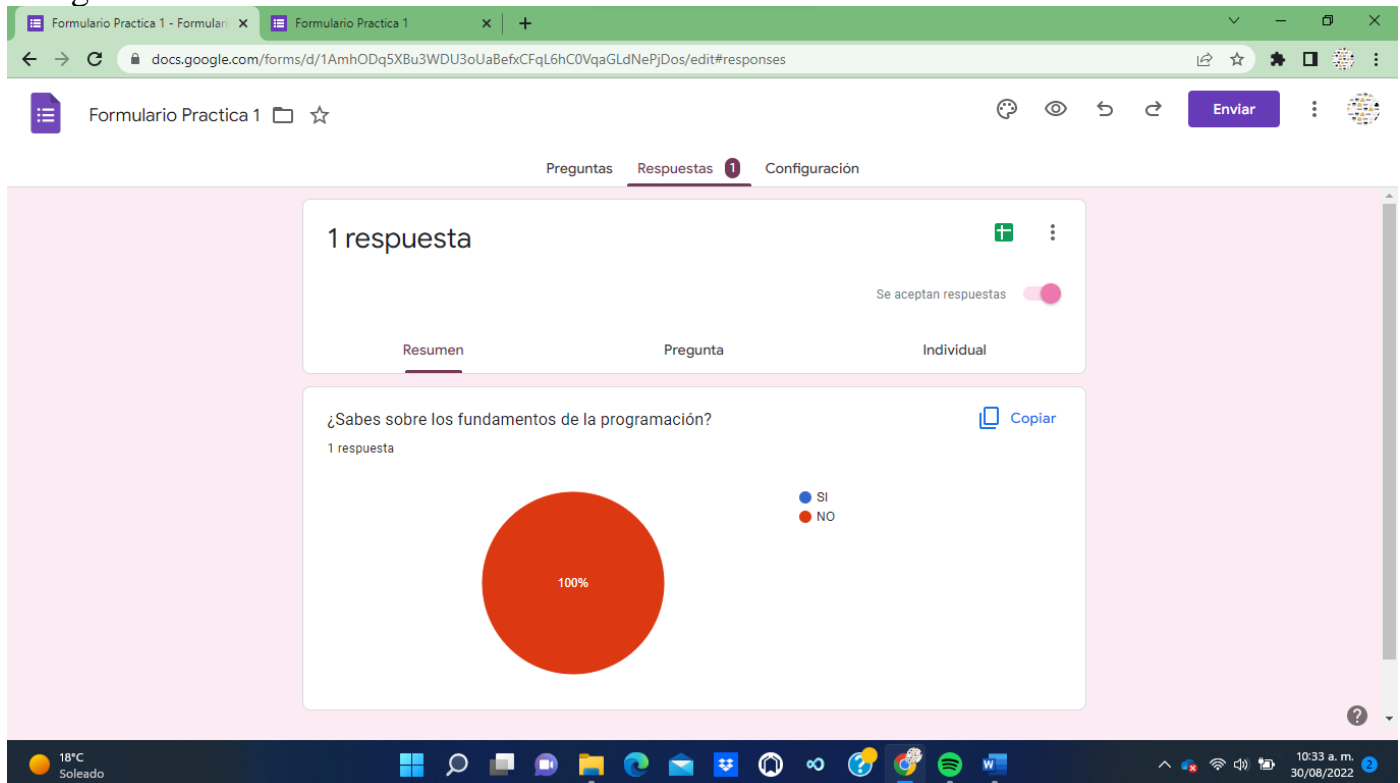 Formulario Practica 1 - Formulari
Formulario Practica 1
docs.google.com/forms/d/1AmhODq5XBu3WDU3oUaBefxCFqL6hC0VqaGLdNePjDos/edit#responses
Formulario Practica 1
Enviar
Preguntas Respuestas 1 Configuración
1 respuesta
Se aceptan respuestas
Resumen Pregunta Individual
¿Sabes sobre los fundamentos de la programación?
Copiar
1 respuesta
SI
NO
100%
18°C
Soleado
10:33 a. m.
30/08/2022
2